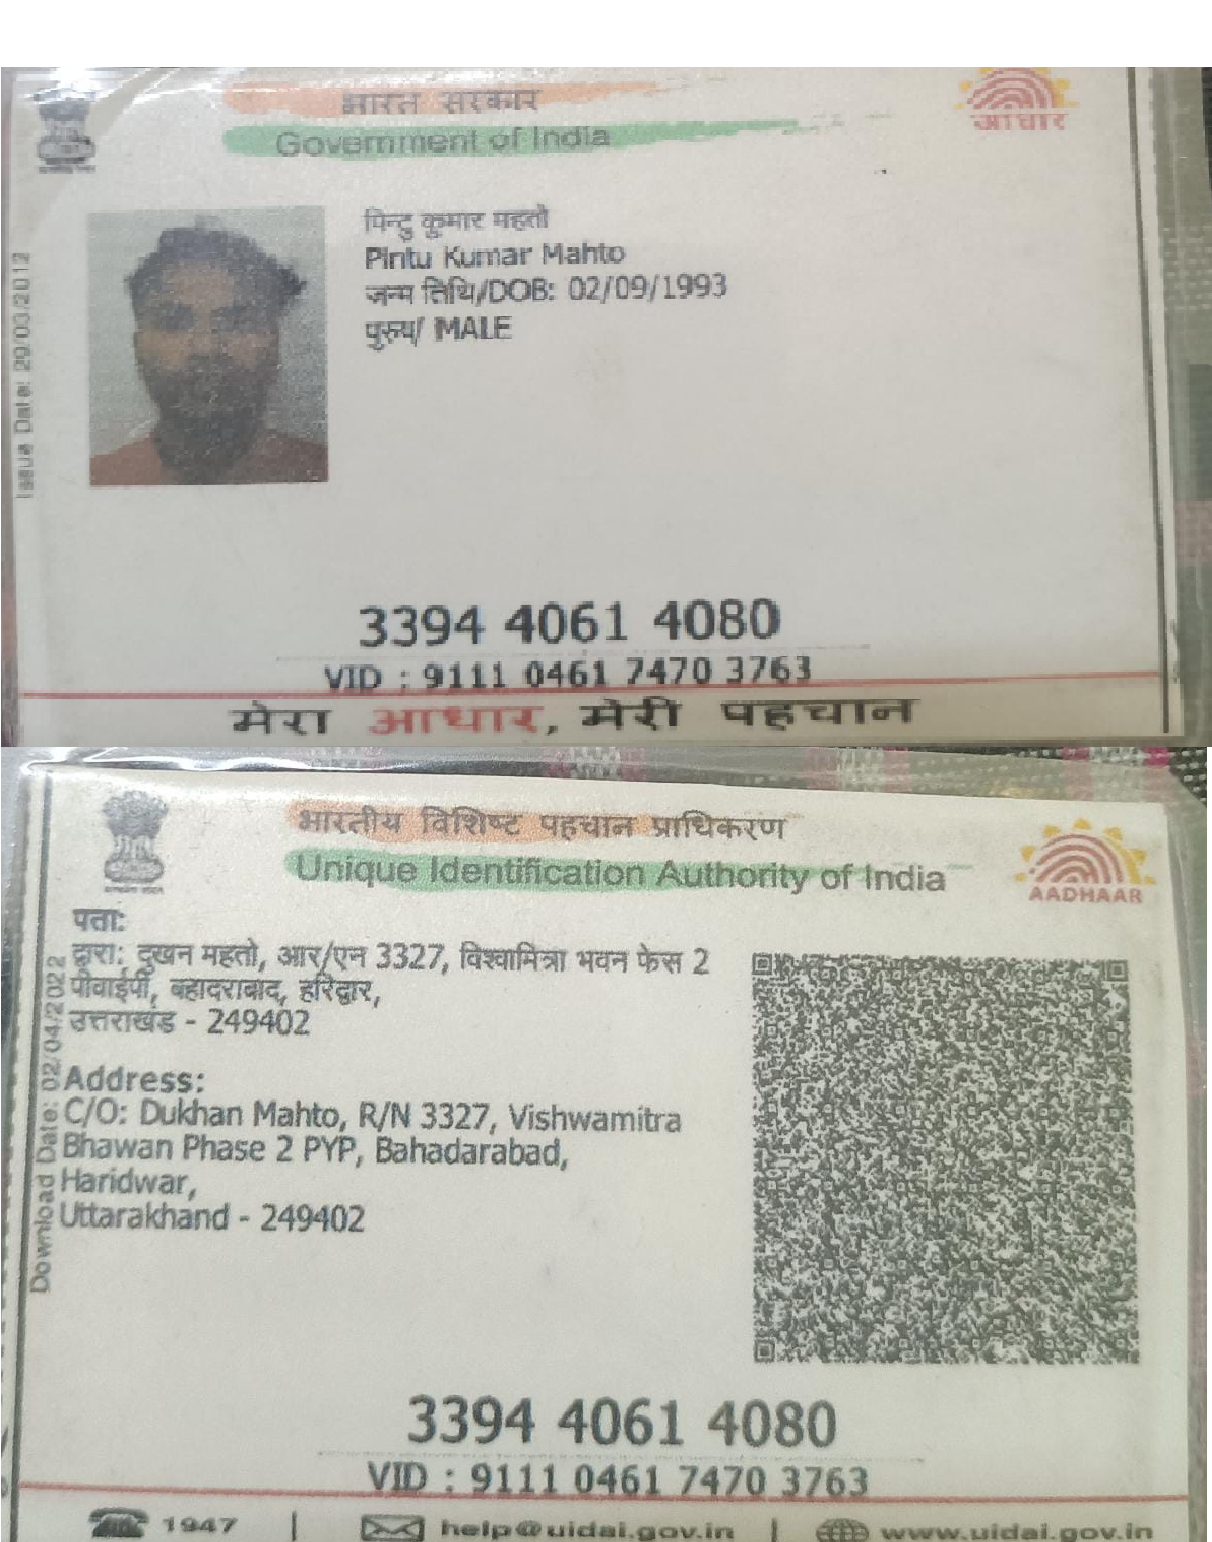 भारत सरकार
Government of India
आधार
Issue Date: 29/03/2012
पिन्टु कुमार महतो
Pintu Kumar Mahto
जन्म तिथि/DOB: 02/09/1993
पुरुष/ MALE
3394 4061 4080
VID : 9111 0461 7470 3763
मेरा आधार, मेरी पहचान
भारतीय विशिष्ट पहचान प्राधिकरण
Unique Identification Authority of India
AADHAAR
Download Date: 02/04/2022
पता:
द्वारा: दुखन महतो, आर/एन 3327, विश्वामित्रा भवन फेस 2
पीवाईपी, बहादराबाद, हरिद्वार,
उत्तराखंड - 249402
Address:
C/O: Dukhan Mahto, R/N 3327, Vishwamitra
Bhawan Phase 2 PYP, Bahadarabad,
Haridwar,
Uttarakhand - 249402
3394 4061 4080
VID : 9111 0461 7470 3763
1947 | help@uidai.gov.in | www.uidai.gov.in